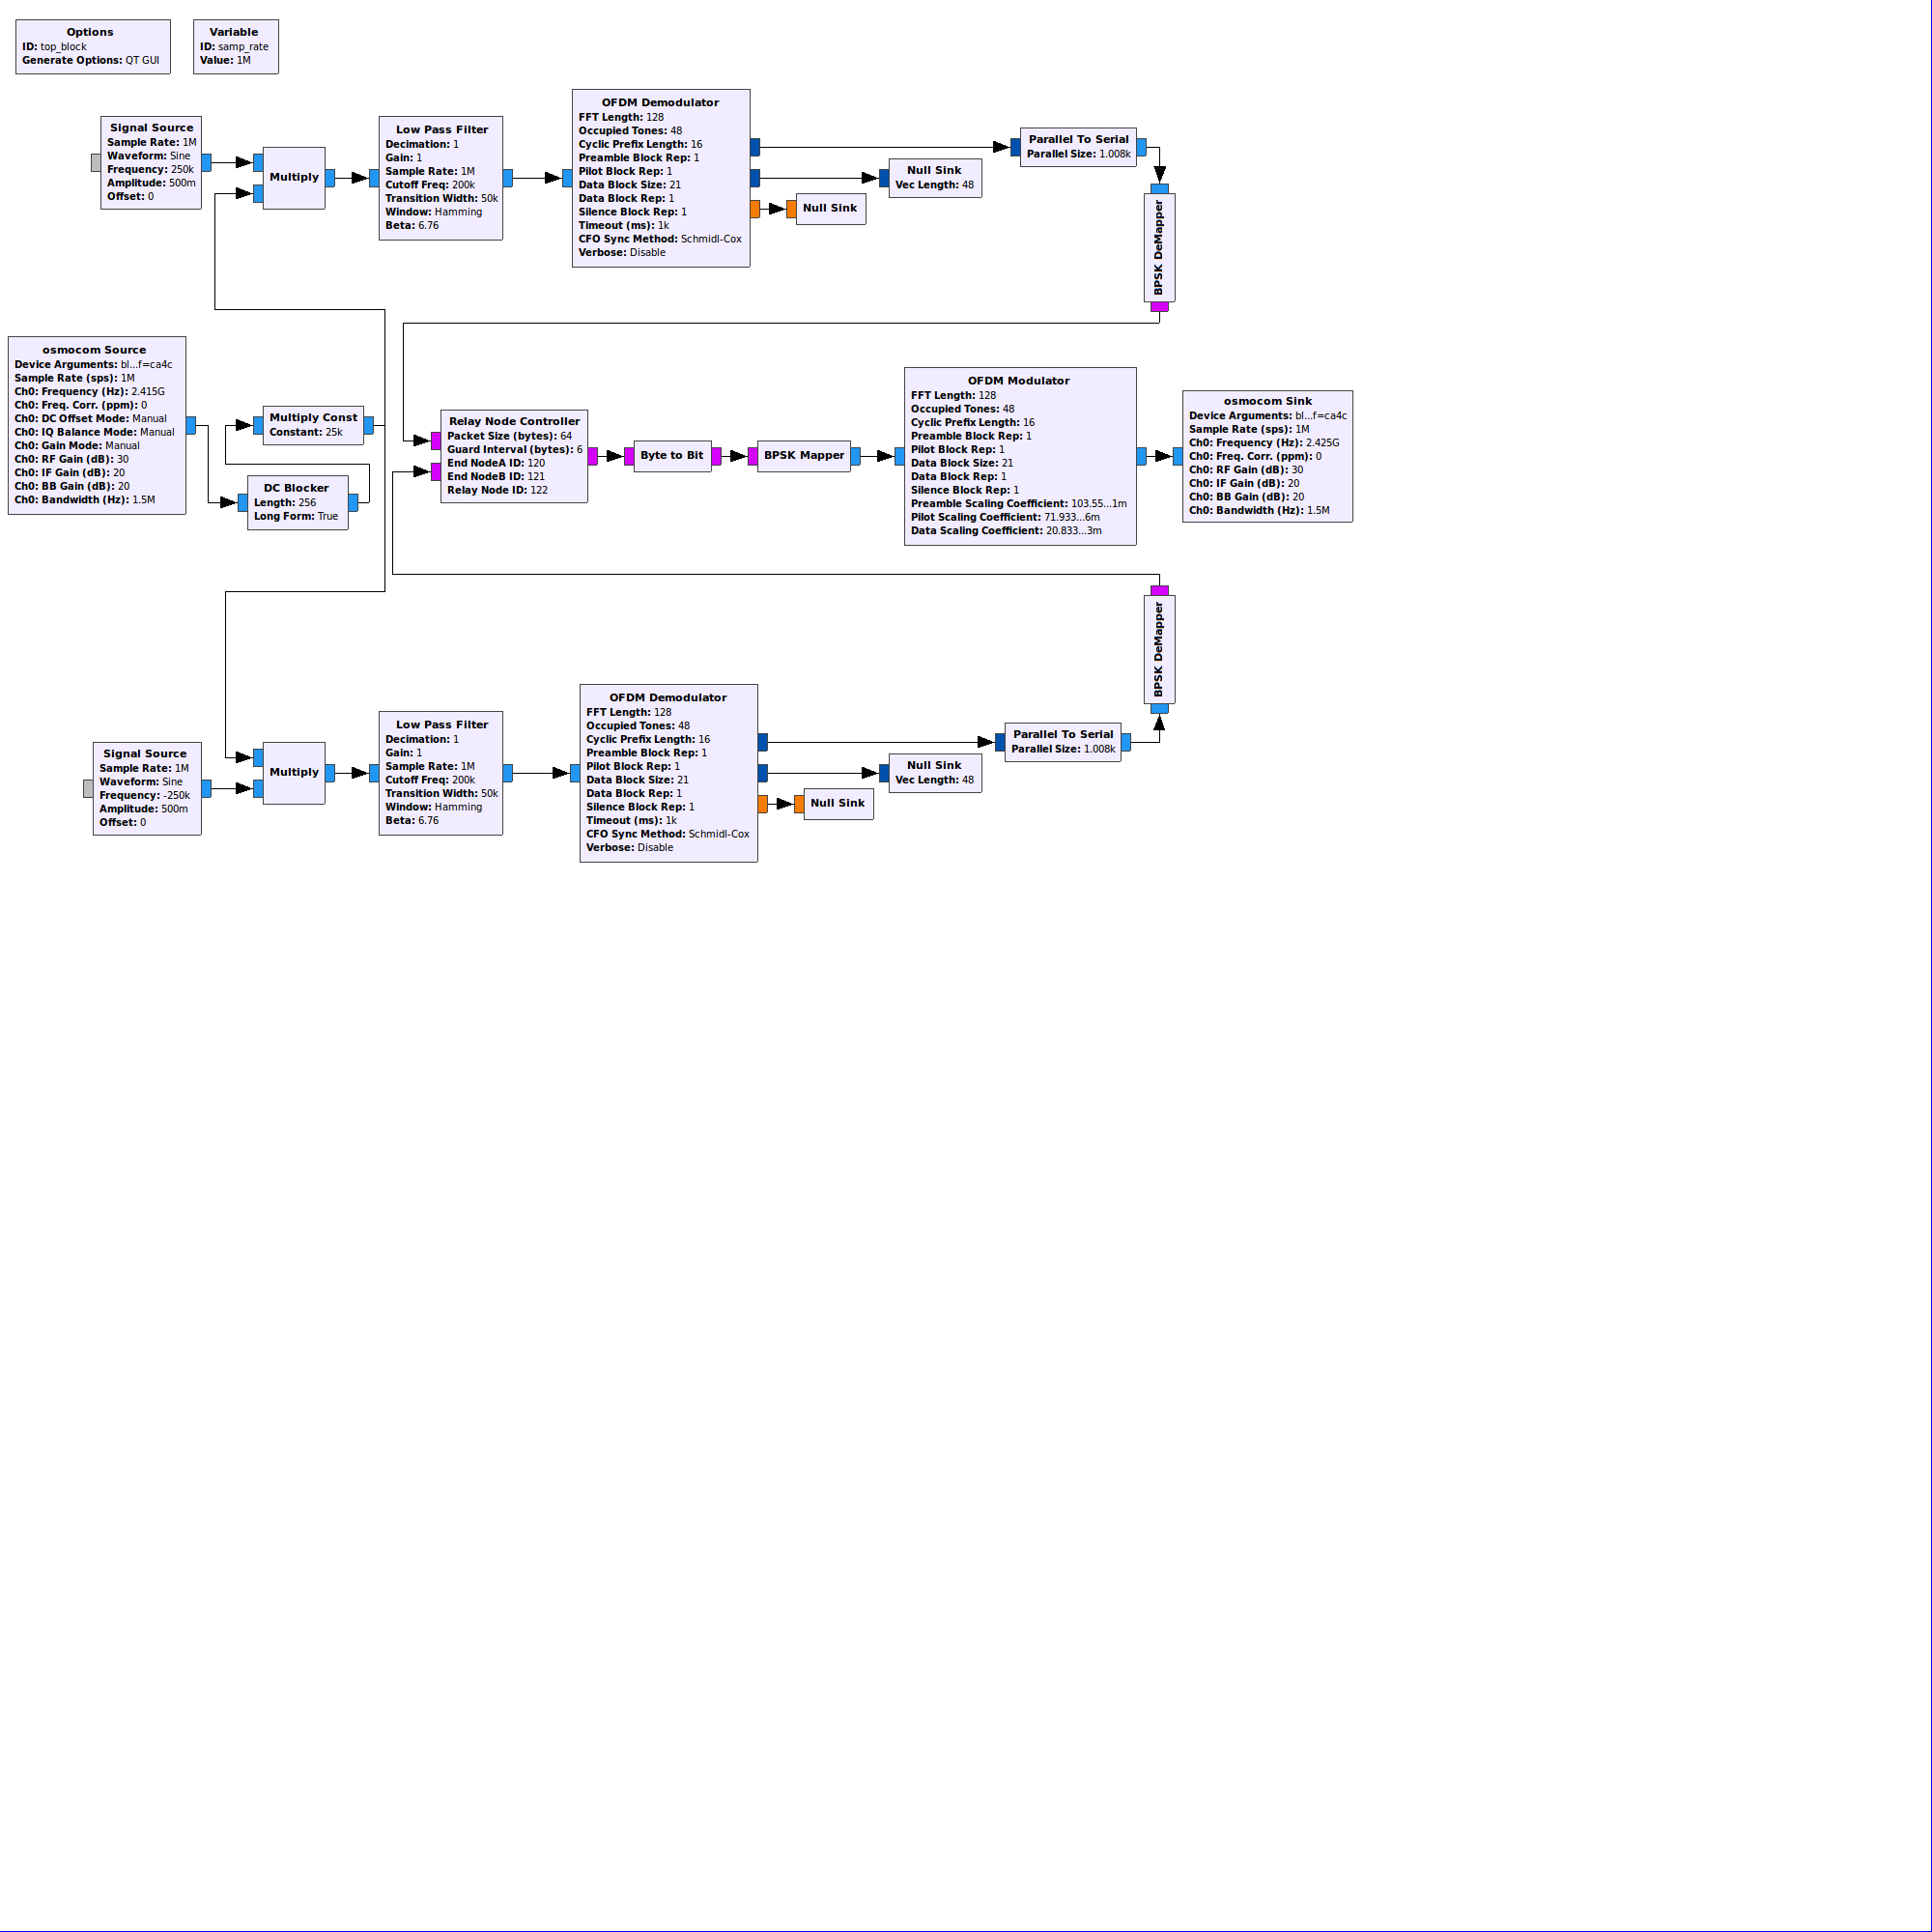 Options
ID: top_block
Generate Options: QT GUI
Variable
ID: samp_rate
Value: 1M
Signal Source
Sample Rate: 1M
Waveform: Sine
Frequency: 250k
Amplitude: 500m
Offset: 0
Multiply
Low Pass Filter
Decimation: 1
Gain: 1
Sample Rate: 1M
Cutoff Freq: 200k
Transition Width: 50k
Window: Hamming
Beta: 6.76
OFDM Demodulator
FFT Length: 128
Occupied Tones: 48
Cyclic Prefix Length: 16
Preamble Block Rep: 1
Pilot Block Rep: 1
Data Block Size: 21
Data Block Rep: 1
Silence Block Rep: 1
Timeout (ms): 1k
CFO Sync Method: Schmidl-Cox
Verbose: Disable
Null Sink
Vec Length: 48
Null Sink
Parallel To Serial
Parallel Size: 1.008k
BPSK DeMapper
osmocom Source
Device Arguments: bl...f=ca4c
Sample Rate (sps): 1M
Ch0: Frequency (Hz): 2.415G
Ch0: Freq. Corr. (ppm): 0
Ch0: DC Offset Mode: Manual
Ch0: IQ Balance Mode: Manual
Ch0: Gain Mode: Manual
Ch0: RF Gain (dB): 30
Ch0: IF Gain (dB): 20
Ch0: BB Gain (dB): 20
Ch0: Bandwidth (Hz): 1.5M
Multiply Const
Constant: 25k
DC Blocker
Length: 256
Long Form: True
Relay Node Controller
Packet Size (bytes): 64
Guard Interval (bytes): 6
End NodeA ID: 120
End NodeB ID: 121
Relay Node ID: 122
Byte to Bit
BPSK Mapper
OFDM Modulator
FFT Length: 128
Occupied Tones: 48
Cyclic Prefix Length: 16
Preamble Block Rep: 1
Pilot Block Rep: 1
Data Block Size: 21
Data Block Rep: 1
Silence Block Rep: 1
Preamble Scaling Coefficient: 103.55...1m
Pilot Scaling Coefficient: 71.933...6m
Data Scaling Coefficient: 20.833...3m
osmocom Sink
Device Arguments: bl...f=ca4c
Sample Rate (sps): 1M
Ch0: Frequency (Hz): 2.425G
Ch0: Freq. Corr. (ppm): 0
Ch0: RF Gain (dB): 30
Ch0: IF Gain (dB): 20
Ch0: BB Gain (dB): 20
Ch0: Bandwidth (Hz): 1.5M
BPSK DeMapper
Signal Source
Sample Rate: 1M
Waveform: Sine
Frequency: -250k
Amplitude: 500m
Offset: 0
Multiply
Low Pass Filter
Decimation: 1
Gain: 1
Sample Rate: 1M
Cutoff Freq: 200k
Transition Width: 50k
Window: Hamming
Beta: 6.76
OFDM Demodulator
FFT Length: 128
Occupied Tones: 48
Cyclic Prefix Length: 16
Preamble Block Rep: 1
Pilot Block Rep: 1
Data Block Size: 21
Data Block Rep: 1
Silence Block Rep: 1
Timeout (ms): 1k
CFO Sync Method: Schmidl-Cox
Verbose: Disable
Null Sink
Vec Length: 48
Null Sink
Parallel To Serial
Parallel Size: 1.008k